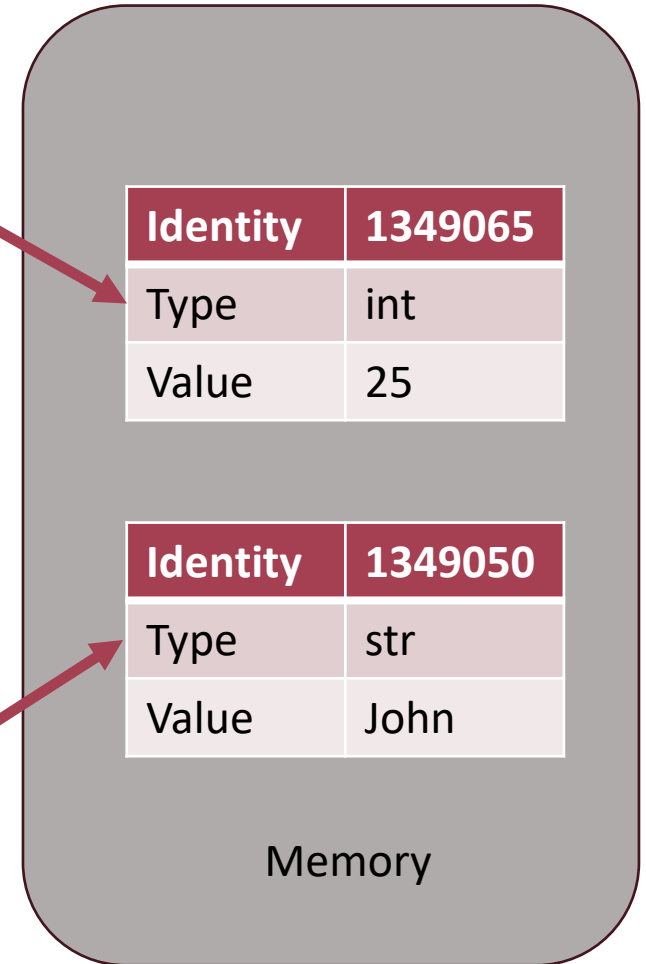 Identity 1349065
Type int
Value 25
Identity 1349050
Type str
Value John
Memory